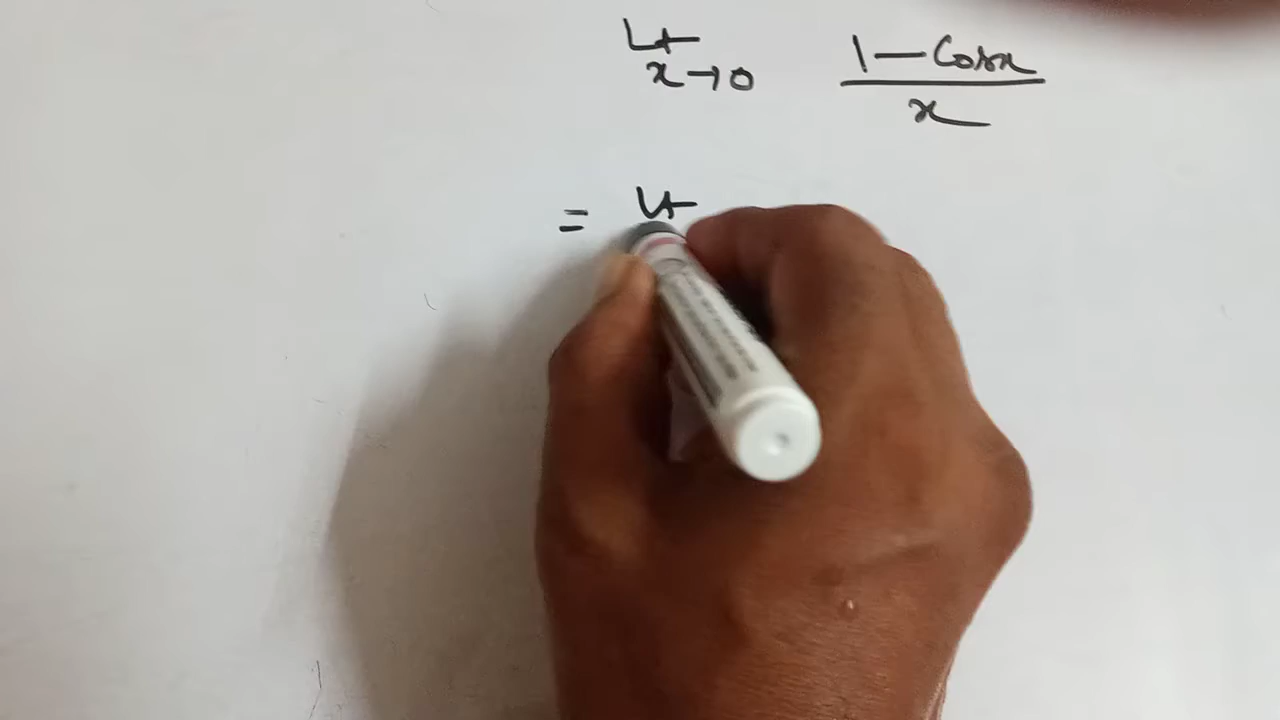 Lt x→0 1 - Cosx / x
= Lt